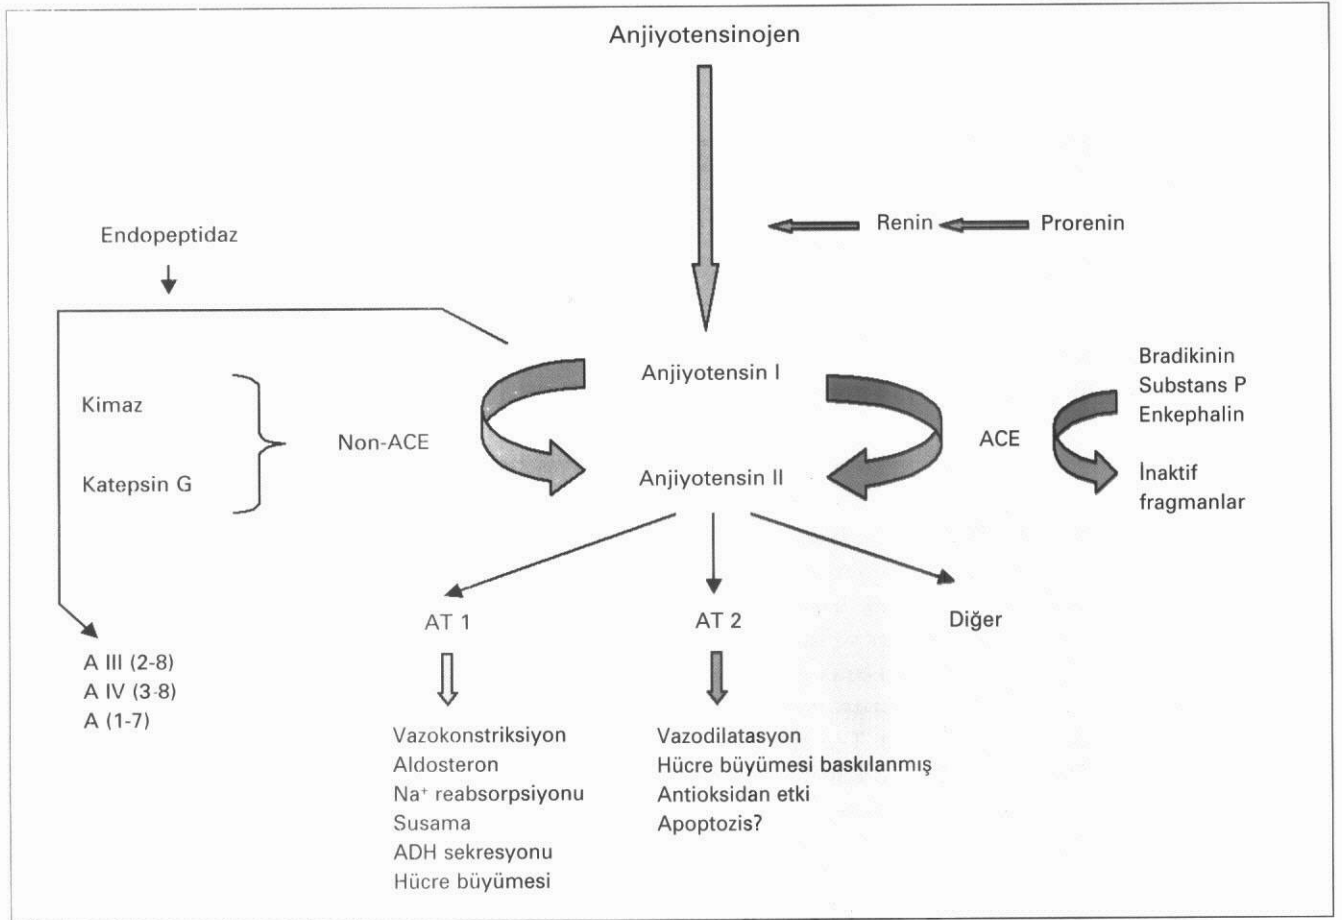 Anjiyotensinojen
Renin
Prorenin
Endopeptidaz
Anjiyotensin I
Bradikinin
Substans P
Enkephalin
Kimaz
Non-ACE
ACE
Katepsin G
Anjiyotensin II
İnaktif
fragmanlar
AT 1
AT 2
Diğer
A III (2-8)
A IV (3-8)
A (1-7)
Vazokonstriksiyon
Aldosteron
Na⁺ reabsorpsiyonu
Susama
ADH sekresyonu
Hücre büyümesi
Vazodilatasyon
Hücre büyümesi baskılanmış
Antioksidan etki
Apoptozis?